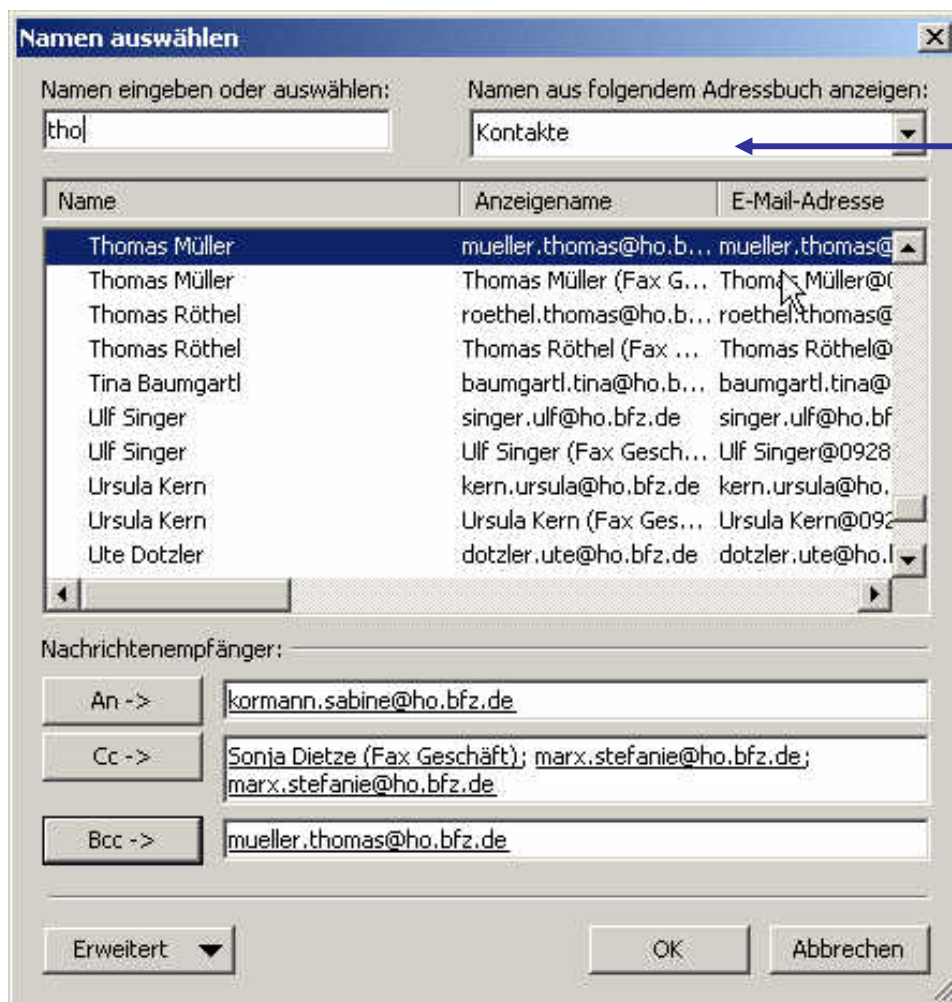 Namen auswählen
Namen eingeben oder auswählen: Namen aus folgendem Adressbuch anzeigen:
tho Kontakte
Name Anzeigename E-Mail-Adresse
Thomas Müller mueller.thomas@ho.b... mueller.thomas@
Thomas Müller Thomas Müller (Fax G... Thomas Müller@0
Thomas Röthel roethel.thomas@ho.b... roethel.thomas@
Thomas Röthel Thomas Röthel (Fax ... Thomas Röthel@
Tina Baumgartl baumgartl.tina@ho.b... baumgartl.tina@
Ulf Singer singer.ulf@ho.bfz.de singer.ulf@ho.bf
Ulf Singer Ulf Singer (Fax Gesch... Ulf Singer@0928
Ursula Kern kern.ursula@ho.bfz.de kern.ursula@ho.
Ursula Kern Ursula Kern (Fax Ges... Ursula Kern@092
Ute Dotzler dotzler.ute@ho.bfz.de dotzler.ute@ho.l
Nachrichtenempfänger:
An -> kormann.sabine@ho.bfz.de
Cc -> Sonja Dietze (Fax Geschäft); marx.stefanie@ho.bfz.de;
marx.stefanie@ho.bfz.de
Bcc -> mueller.thomas@ho.bfz.de
Erweitert OK Abbrechen